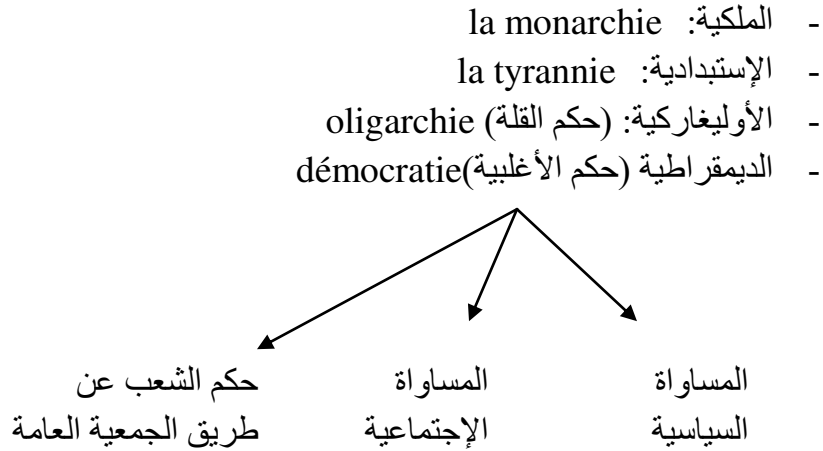 - الملكية: la monarchie
- الإستبدادية: la tyrannie
- الأوليغاركية: (حكم القلة) oligarchie
- الديمقراطية (حكم الأغلبية)démocratie
المساواة السياسية
المساواة الإجتماعية
حكم الشعب عن طريق الجمعية العامة